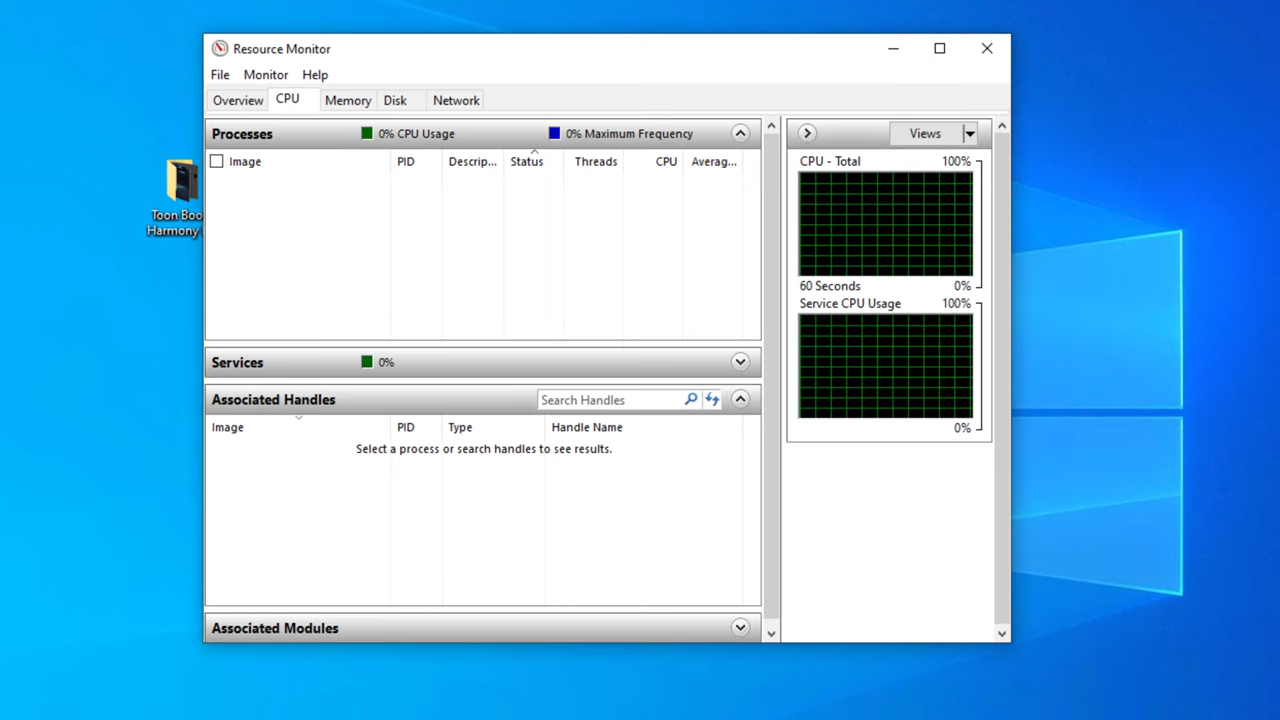 Resource Monitor
File Monitor Help
Overview CPU Memory Disk Network
Processes 0% CPU Usage 0% Maximum Frequency
Image PID Descrip... Status Threads CPU Averag...
Services 0%
Associated Handles Search Handles
Image PID Type Handle Name
Select a process or search handles to see results.
Associated Modules
Views
CPU - Total 100%
60 Seconds 0%
Service CPU Usage 100%
0%
Toon Boo
Harmony